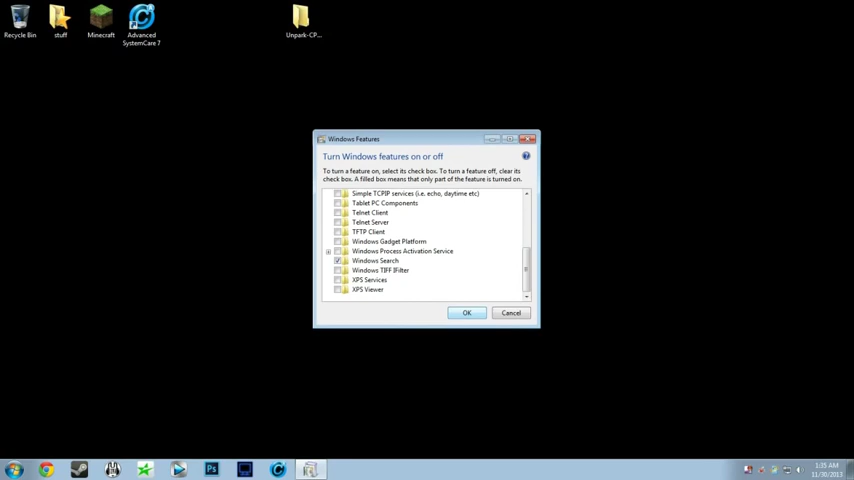 Recycle Bin
stuff
Minecraft
Advanced
SystemCare 7
Unpark-CP...
Windows Features
Turn Windows features on or off
To turn a feature on, select its check box. To turn a feature off, clear its
check box. A filled box means that only part of the feature is turned on.
Simple TCPIP services (i.e. echo, daytime etc)
Tablet PC Components
Telnet Client
Telnet Server
TFTP Client
Windows Gadget Platform
Windows Process Activation Service
Windows Search
Windows TIFF IFilter
XPS Services
XPS Viewer
OK
Cancel
Ps
1:35 AM
11/30/2013